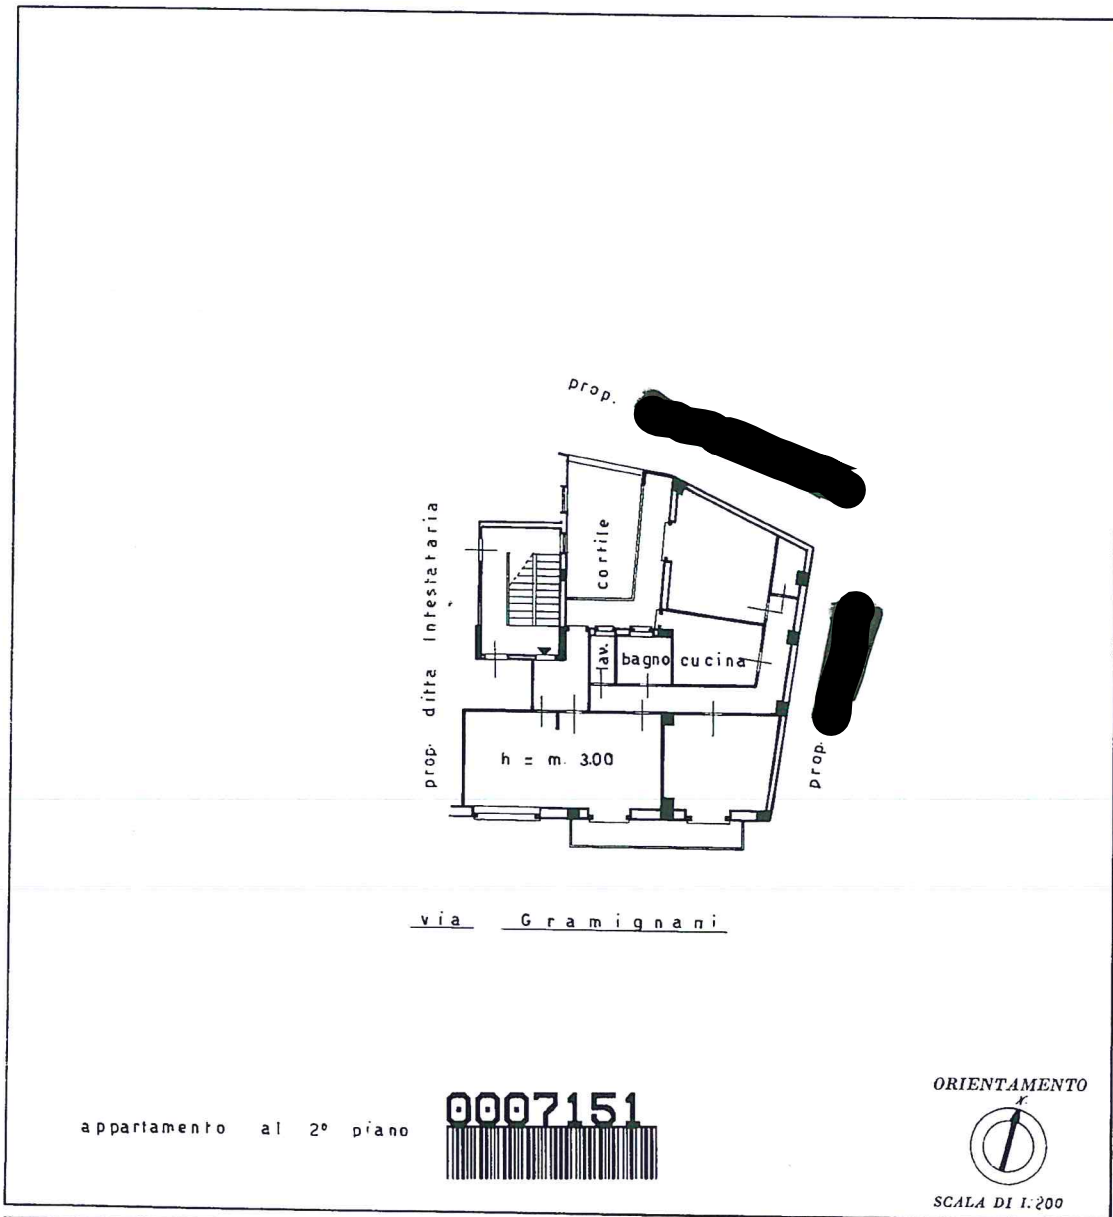 prop.
prop. ditta intestataria
cortile
lav.
bagno
cucina
h = m. 3.00
prop.
via Gramignani
appartamento al 2° piano
0007151
ORIENTAMENTO
N.
SCALA DI 1:200